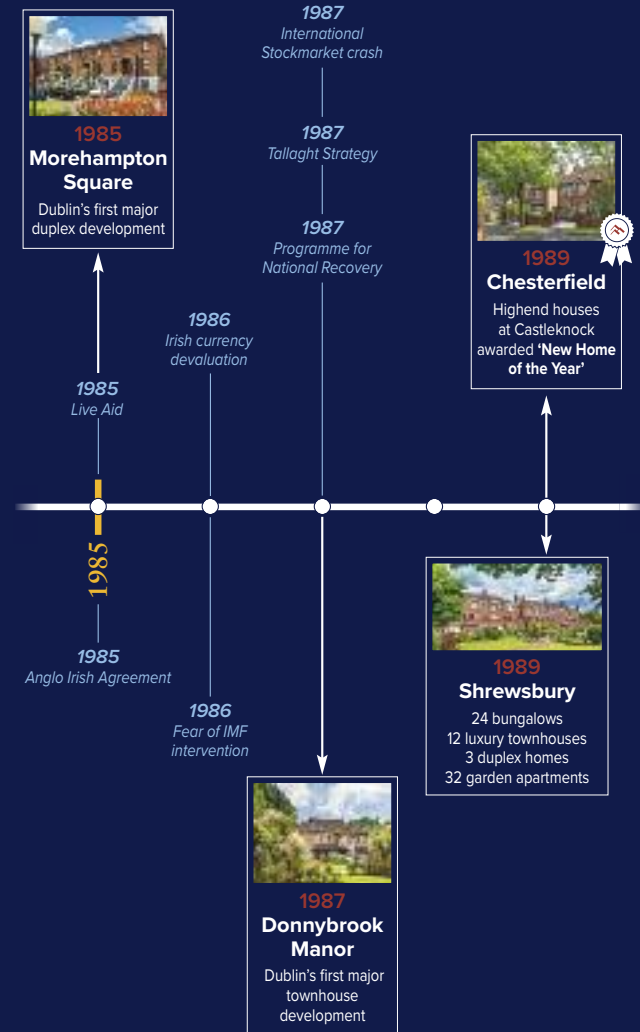 1985
Morehampton
Square
Dublin's first major
duplex development
1985
Live Aid
1985
1985
Anglo Irish Agreement
1986
Irish currency
devaluation
1986
Fear of IMF
intervention
1987
International
Stockmarket crash
1987
Tallaght Strategy
1987
Programme for
National Recovery
1987
Donnybrook
Manor
Dublin's first major
townhouse
development
1989
Chesterfield
Highend houses
at Castleknock
awarded ‘New Home
of the Year’
1989
Shrewsbury
24 bungalows
12 luxury townhouses
3 duplex homes
32 garden apartments